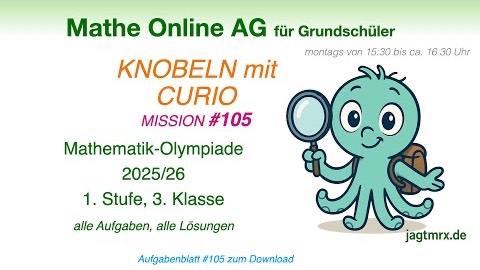 Mathe Online AG für Grundschüler
montags von 15:30 bis ca. 16:30 Uhr
KNOBELN mit
CURIO
MISSION #105
Mathematik-Olympiade
2025/26
1. Stufe, 3. Klasse
alle Aufgaben, alle Lösungen
jagtmrx.de
Aufgabenblatt #105 zum Download